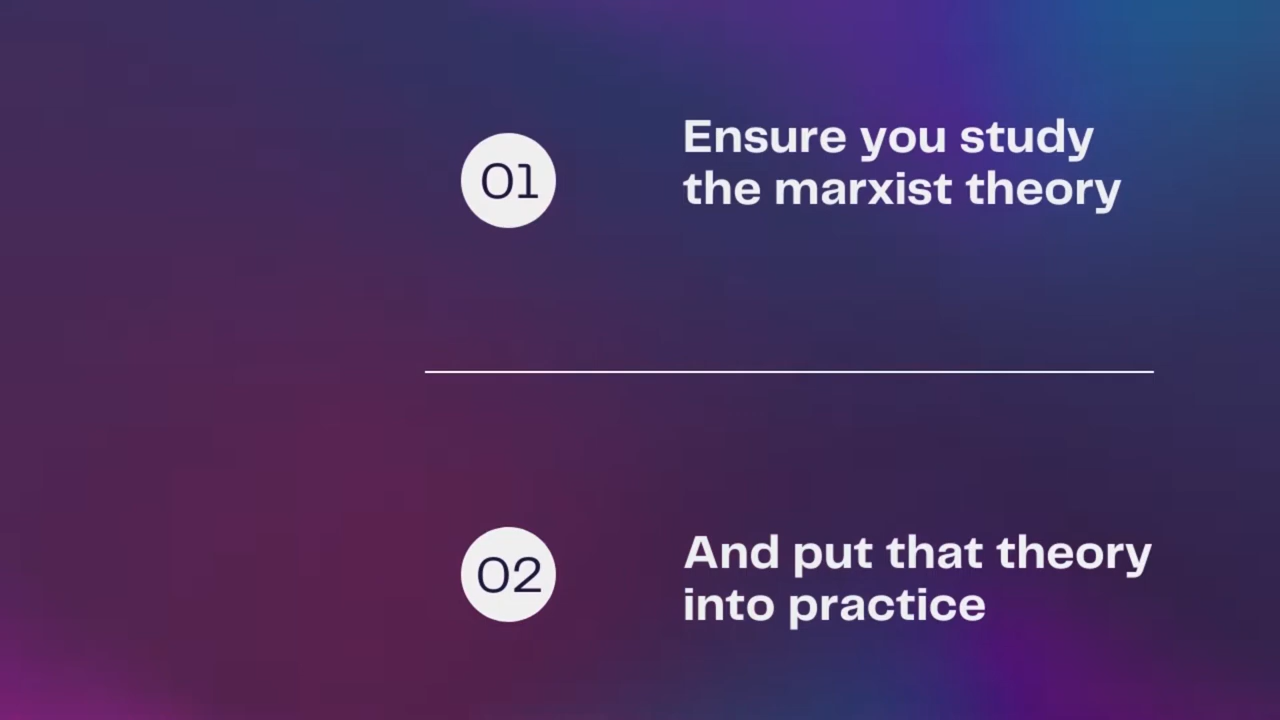 01
Ensure you study
the marxist theory
02
And put that theory
into practice